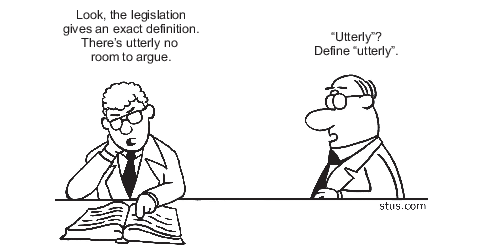 Look, the legislation
gives an exact definition.
There's utterly no
room to argue.
“Utterly”?
Define “utterly”.
stus.com